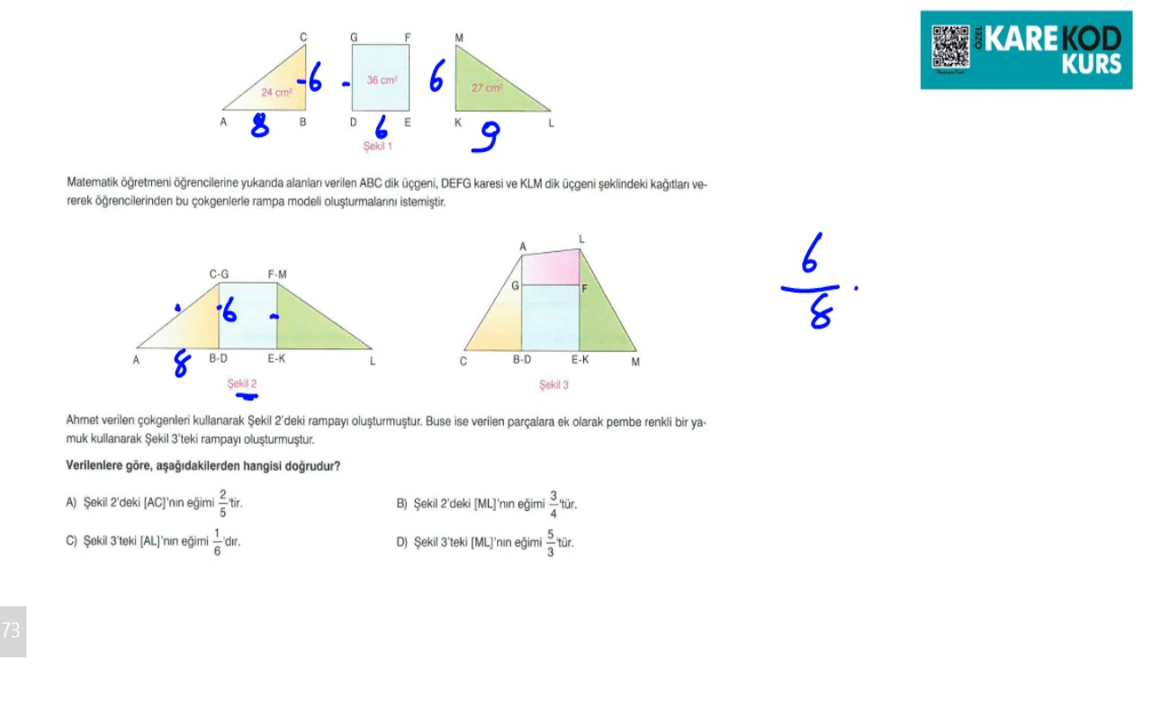 ÖZEL KAREKOD
KURS
C G F M
-6 - 36 cm² 6 27 cm²
24 cm²
A B D E K L
8 6 9
Şekil 1
Matematik öğretmeni öğrencilerine yukarıda alanları verilen ABC dik üçgeni, DEFG karesi ve KLM dik üçgeni şeklindeki kağıtları ve-
rerek öğrencilerinden bu çokgenlerle rampa modeli oluşturmalarını istemiştir.
L
A
C-G F-M
G F
6
A B-D E-K L
8
Şekil 2
C B-D E-K M
Şekil 3
6
8
Ahmet verilen çokgenleri kullanarak Şekil 2'deki rampayı oluşturmuştur. Buse ise verilen parçalara ek olarak pembe renkli bir ya-
muk kullanarak Şekil 3'teki rampayı oluşturmuştur.
Verilenlere göre, aşağıdakilerden hangisi doğrudur?
A) Şekil 2'deki [AC]'nın eğimi 2/5 'tir.
B) Şekil 2'deki [ML]'nın eğimi 3/4 'tür.
C) Şekil 3'teki [AL]'nın eğimi 1/6 'dır.
D) Şekil 3'teki [ML]'nın eğimi 5/3 'tür.
73